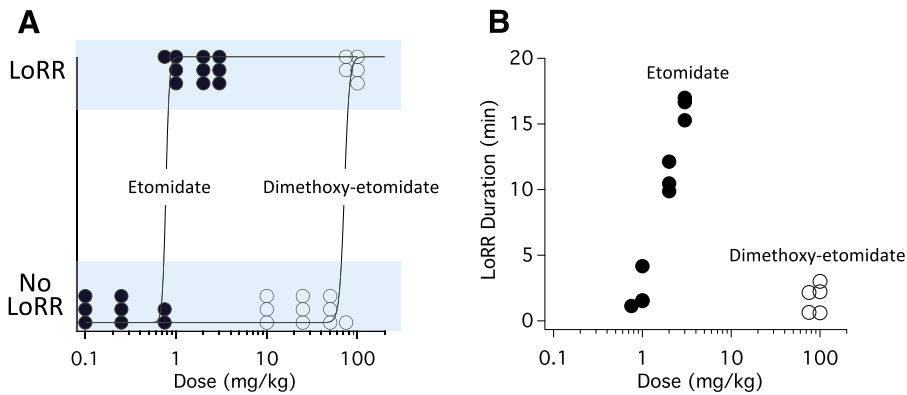 A
LoRR
Etomidate
Dimethoxy-etomidate
No
LoRR
0.1 1 10 100
Dose (mg/kg)
B
20
15
10
5
0
LoRR Duration (min)
Etomidate
Dimethoxy-etomidate
0.1 1 10 100
Dose (mg/kg)